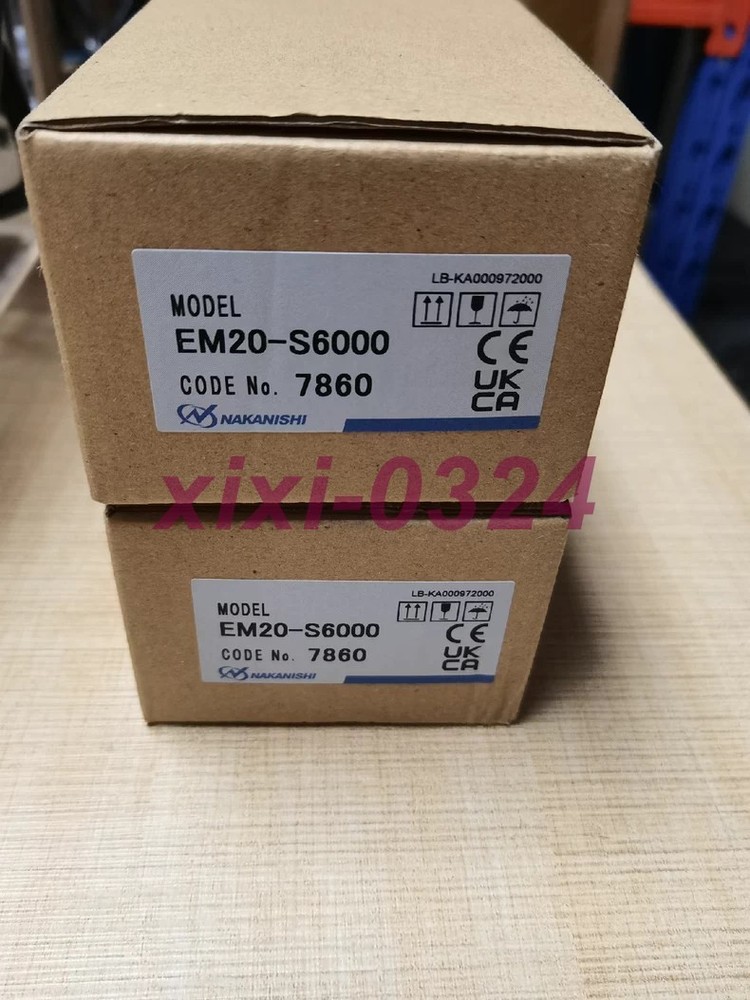 LB-KA000972000
MODEL
EM20-S6000
CODE No. 7860
CE
UK
CA
NAKANISHI
xixi-0324
LB-KA000972000
MODEL
EM20-S6000
CODE No. 7860
CE
UK
CA
NAKANISHI